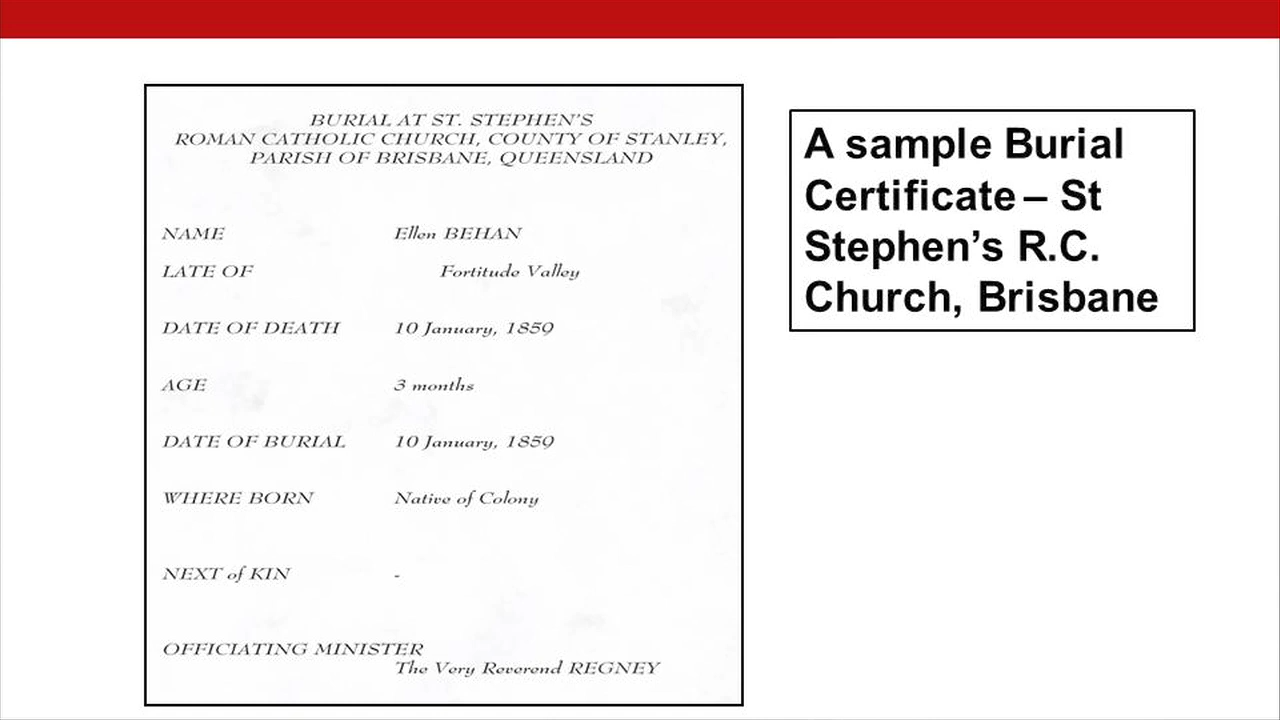 BURIAL AT ST. STEPHEN'S
ROMAN CATHOLIC CHURCH, COUNTY OF STANLEY,
PARISH OF BRISBANE, QUEENSLAND
NAME Ellen BEHAN
LATE OF Fortitude Valley
DATE OF DEATH 10 January, 1859
AGE 3 months
DATE OF BURIAL 10 January, 1859
WHERE BORN Native of Colony
NEXT of KIN -
OFFICIATING MINISTER
The Very Reverend REGNEY
A sample Burial
Certificate – St
Stephen’s R.C.
Church, Brisbane